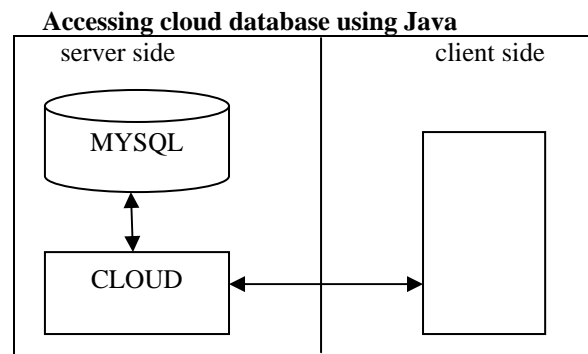 Accessing cloud database using Java
server side
client side
MYSQL
CLOUD